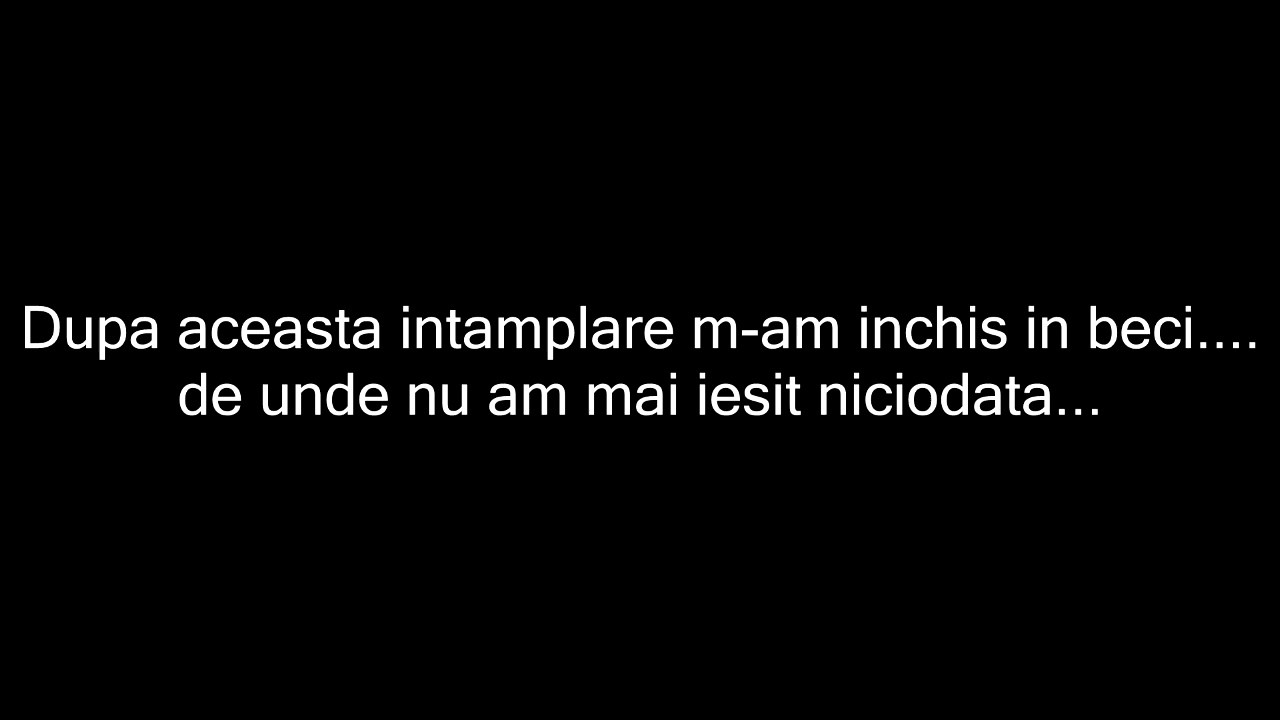 Dupa aceasta intamplare m-am inchis in beci....
de unde nu am mai iesit niciodata...